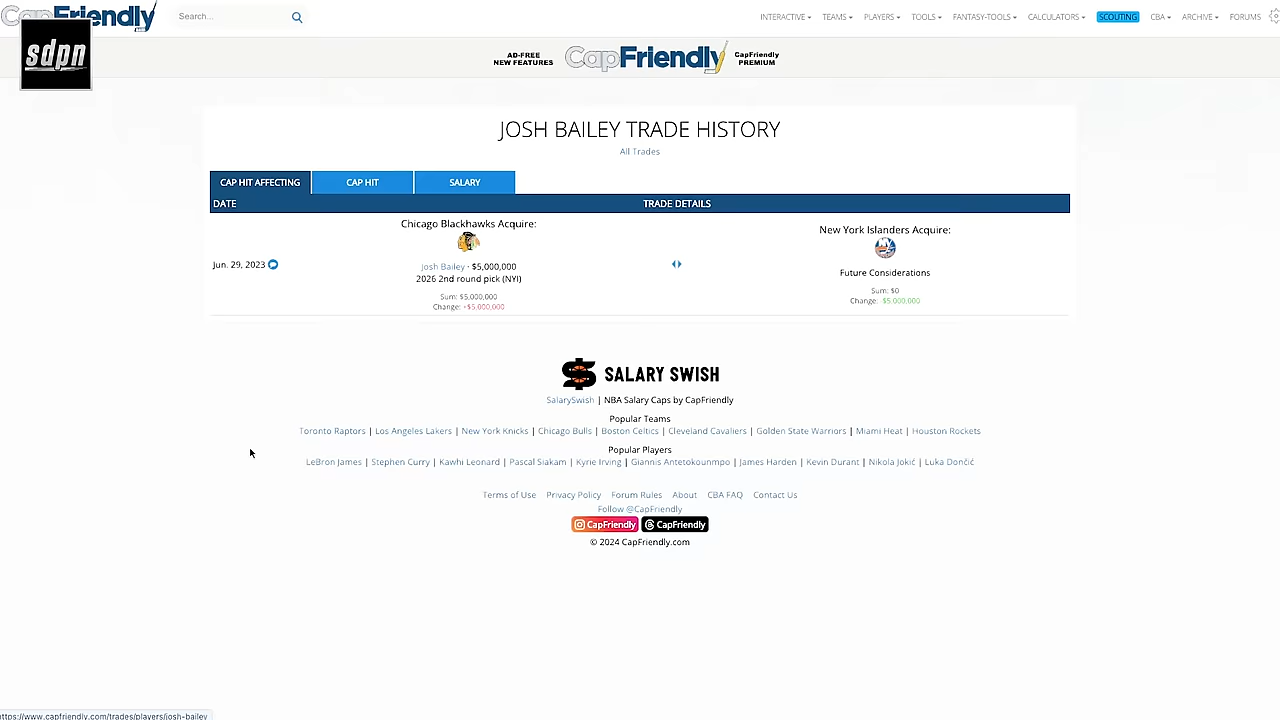 CapFriendly
Search...
INTERACTIVE TEAMS PLAYERS TOOLS FANTASY-TOOLS CALCULATORS SCOUTING CBA ARCHIVE FORUMS
sdpn
AD-FREE
NEW FEATURES
CapFriendly
CapFriendly
PREMIUM
JOSH BAILEY TRADE HISTORY
All Trades
CAP HIT AFFECTING CAP HIT SALARY
DATE TRADE DETAILS
Jun. 29, 2023
Chicago Blackhawks Acquire:
Josh Bailey - $5,000,000
2026 2nd round pick (NYI)
Sum: $5,000,000
Change: +$5,000,000
New York Islanders Acquire:
Future Considerations
Sum: $0
Change: -$5,000,000
SALARY SWISH
SalarySwish | NBA Salary Caps by CapFriendly
Popular Teams
Toronto Raptors | Los Angeles Lakers | New York Knicks | Chicago Bulls | Boston Celtics | Cleveland Cavaliers | Golden State Warriors | Miami Heat | Houston Rockets
Popular Players
LeBron James | Stephen Curry | Kawhi Leonard | Pascal Siakam | Kyrie Irving | Giannis Antetokounmpo | James Harden | Kevin Durant | Nikola Jokić | Luka Dončić
Terms of Use Privacy Policy Forum Rules About CBA FAQ Contact Us
Follow @CapFriendly
CapFriendly CapFriendly
© 2024 CapFriendly.com
https://www.capfriendly.com/trades/players/josh-bailey